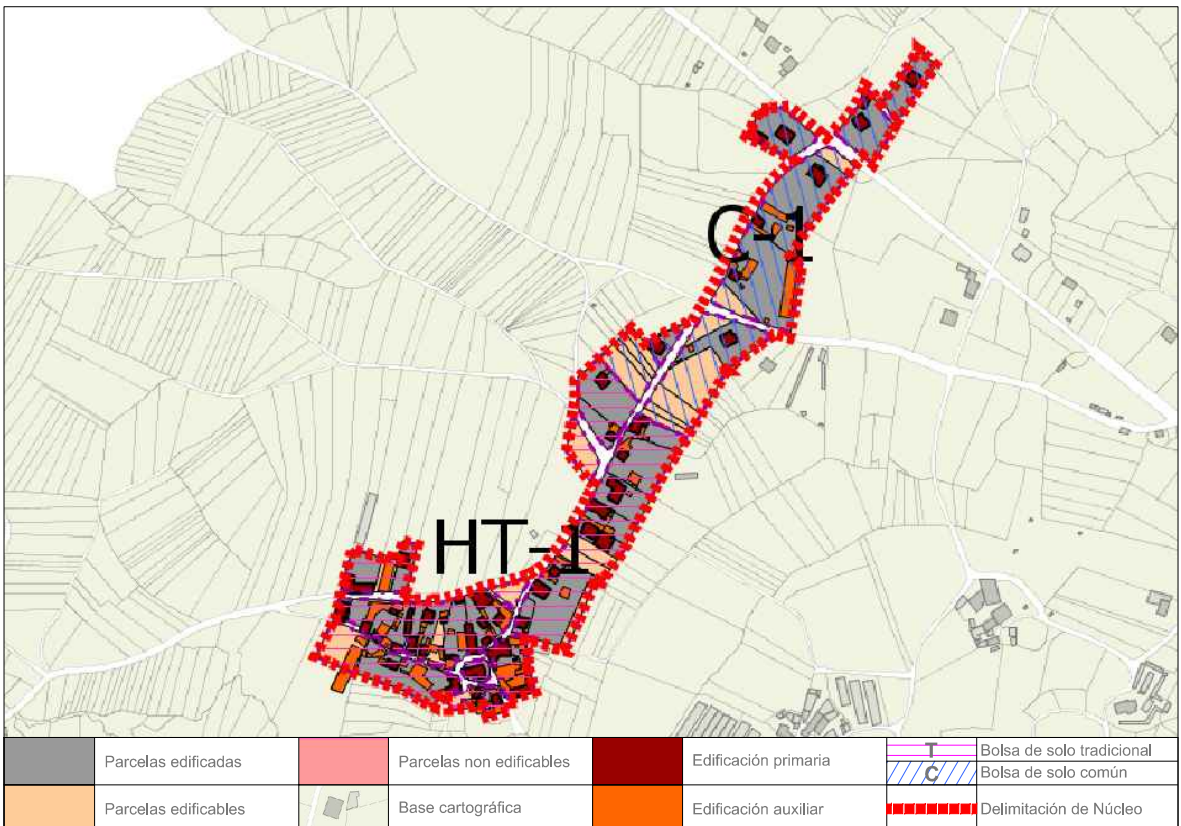 C-1
HT-1
Parcelas edificadas
Parcelas non edificables
Edificación primaria
T
Bolsa de solo tradicional
C
Bolsa de solo común
Parcelas edificables
Base cartográfica
Edificación auxiliar
Delimitación de Núcleo